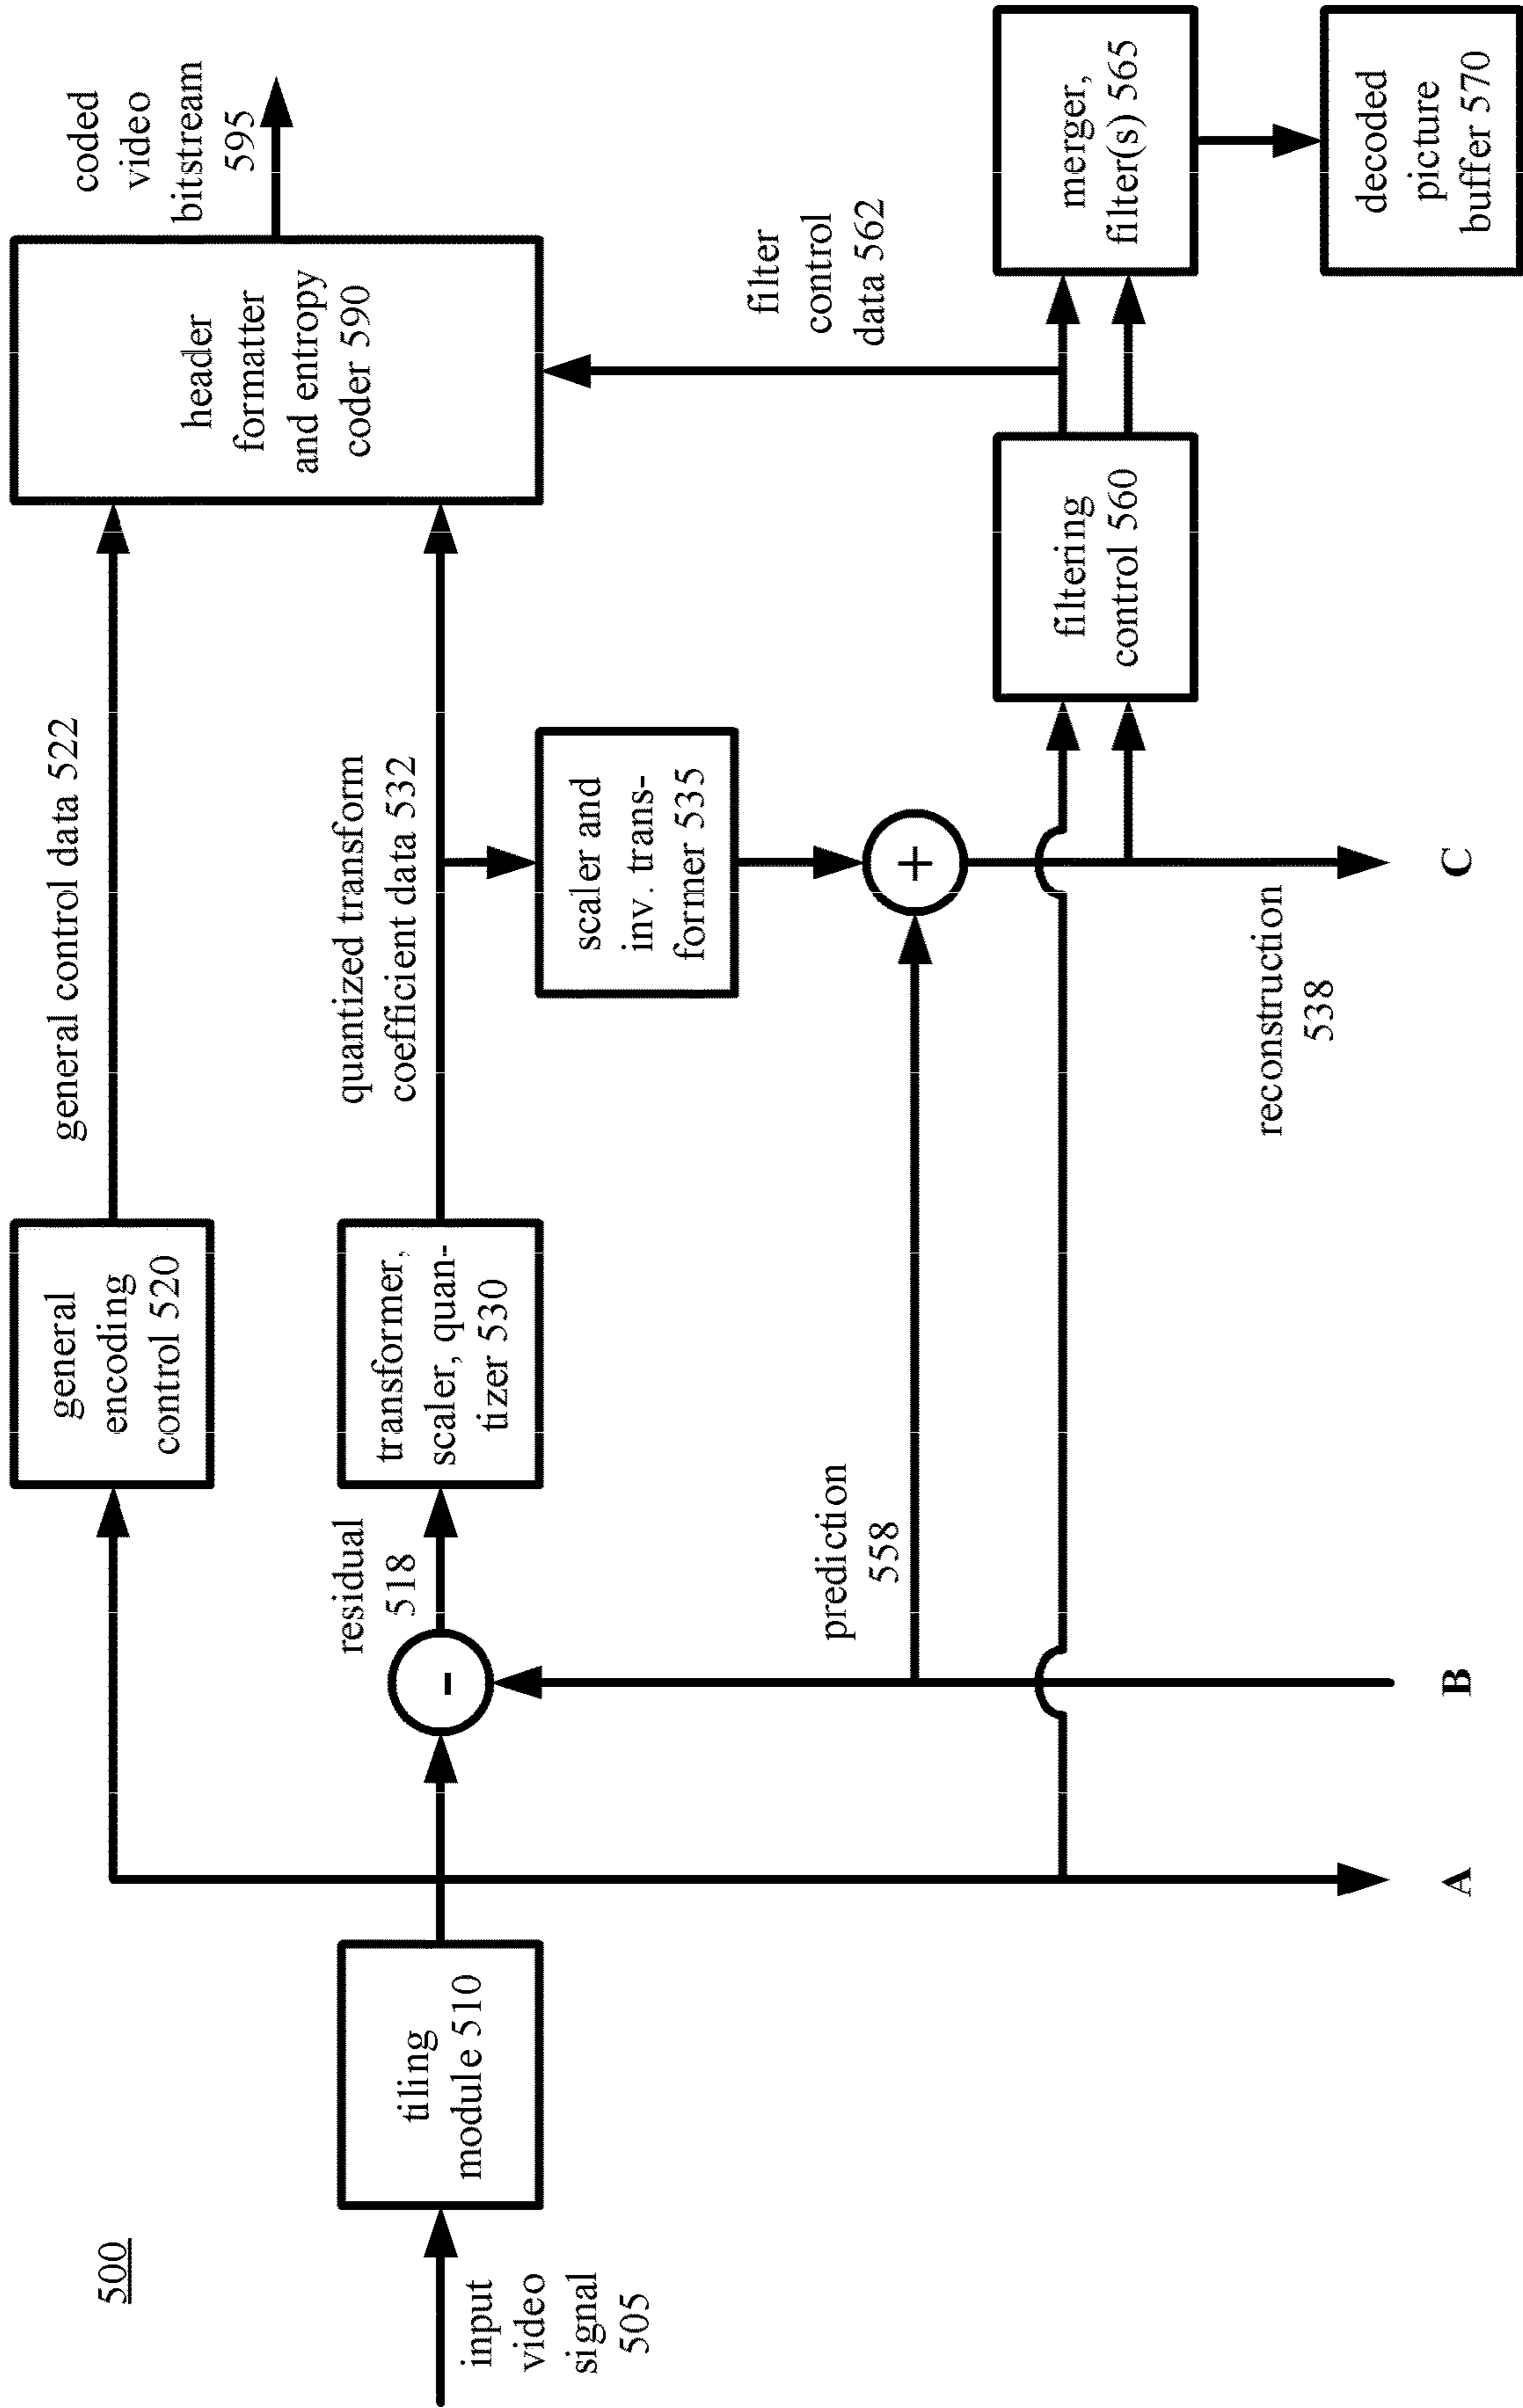 500
input
video
signal
505
tiling
module 510
general
encoding
control 520
general control data 522
header
formatter
and entropy
coder 590
coded
video
bitstream
595
residual
518
-
transformer,
scaler, quan-
tizer 530
quantized transform
coefficient data 532
scaler and
inv. trans-
former 535
prediction
558
+
filter
control
data 562
filtering
control 560
merger,
filter(s) 565
decoded
picture
buffer 570
reconstruction
538
A
B
C